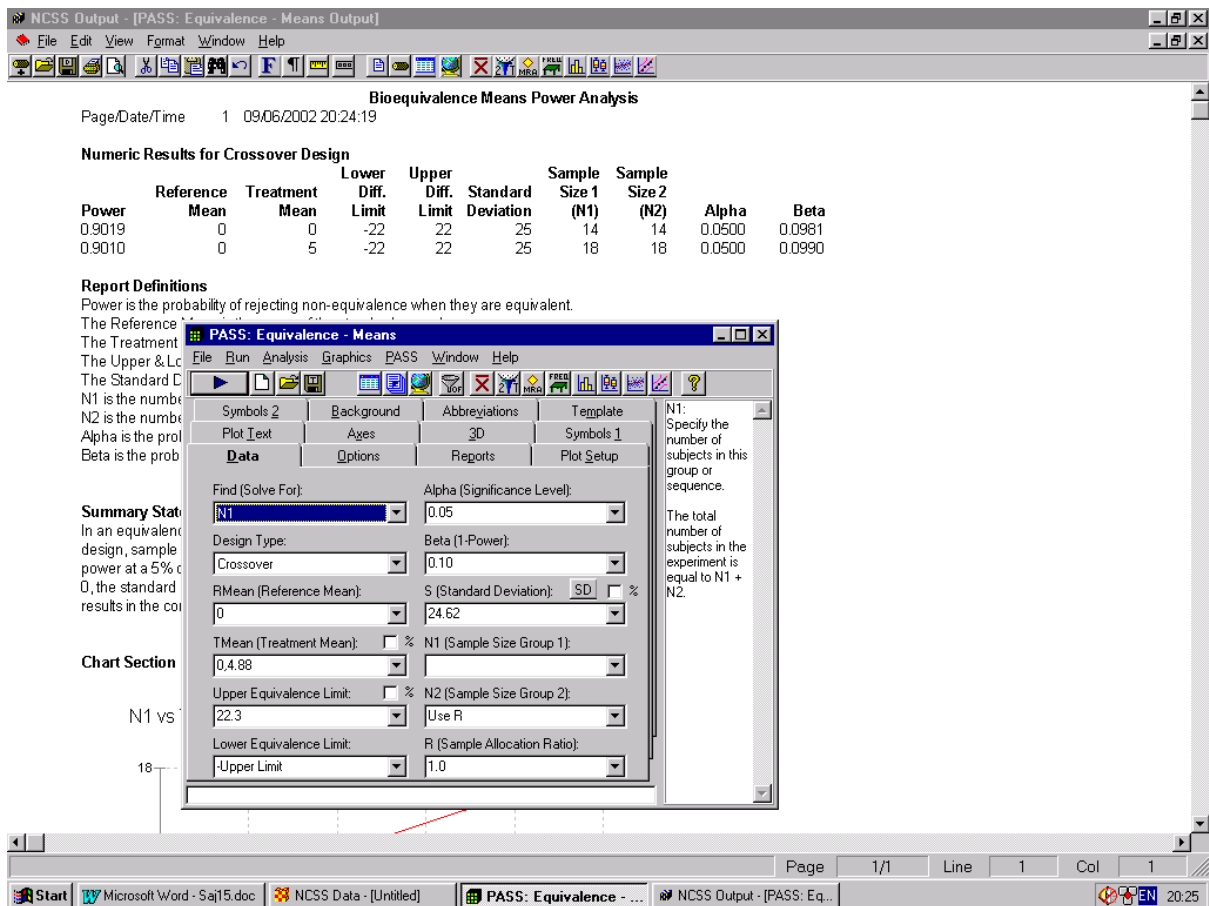 NCSS Output - [PASS: Equivalence - Means Output]
File Edit View Format Window Help
Bioequivalence Means Power Analysis
Page/Date/Time 1 09/06/2002 20:24:19
Numeric Results for Crossover Design
Lower Upper Sample Sample
Reference Treatment Diff. Diff. Standard Size 1 Size 2
Power Mean Mean Limit Limit Deviation (N1) (N2) Alpha Beta
0.9019 0 0 -22 22 25 14 14 0.0500 0.0981
0.9010 0 5 -22 22 25 18 18 0.0500 0.0990
Report Definitions
Power is the probability of rejecting non-equivalence when they are equivalent.
The Reference
The Treatment
The Upper & Lo
The Standard D
N1 is the numbe
N2 is the numbe
Alpha is the prol
Beta is the prob
Summary State
In an equivalenc
design, sample
power at a 5%
0, the standard
results in the cor
Chart Section
N1 vs
18
PASS: Equivalence - Means
File Run Analysis Graphics PASS Window Help
Symbols 2 Background Abbreviations Template
Plot Text Axes 3D Symbols 1
Data Options Reports Plot Setup
Find (Solve For): Alpha (Significance Level):
N1 0.05
Design Type: Beta (1-Power):
Crossover 0.10
RMean (Reference Mean): S (Standard Deviation): SD %
0 24.62
TMean (Treatment Mean): % N1 (Sample Size Group 1):
0,4.88
Upper Equivalence Limit: % N2 (Sample Size Group 2):
22.3 Use R
Lower Equivalence Limit: R (Sample Allocation Ratio):
-Upper Limit 1.0
N1:
Specify the
number of
subjects in this
group or
sequence.
The total
number of
subjects in the
experiment is
equal to N1 +
N2.
Page 1/1 Line 1 Col 1
Start Microsoft Word - Saj15.doc NCSS Data - [Untitled] PASS: Equivalence - ... NCSS Output - [PASS: Eq... EN 20:25